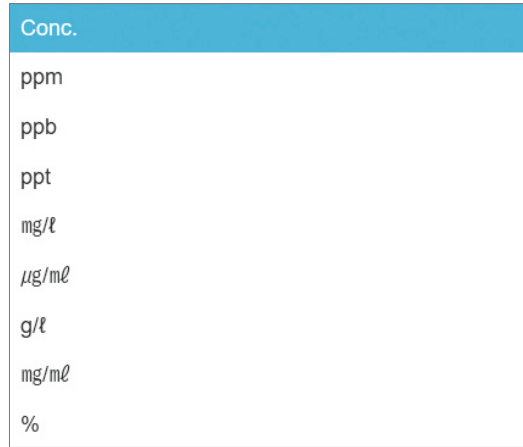 Conc.
ppm
ppb
ppt
㎎/ℓ
㎍/㎖
g/ℓ
㎎/㎖
%